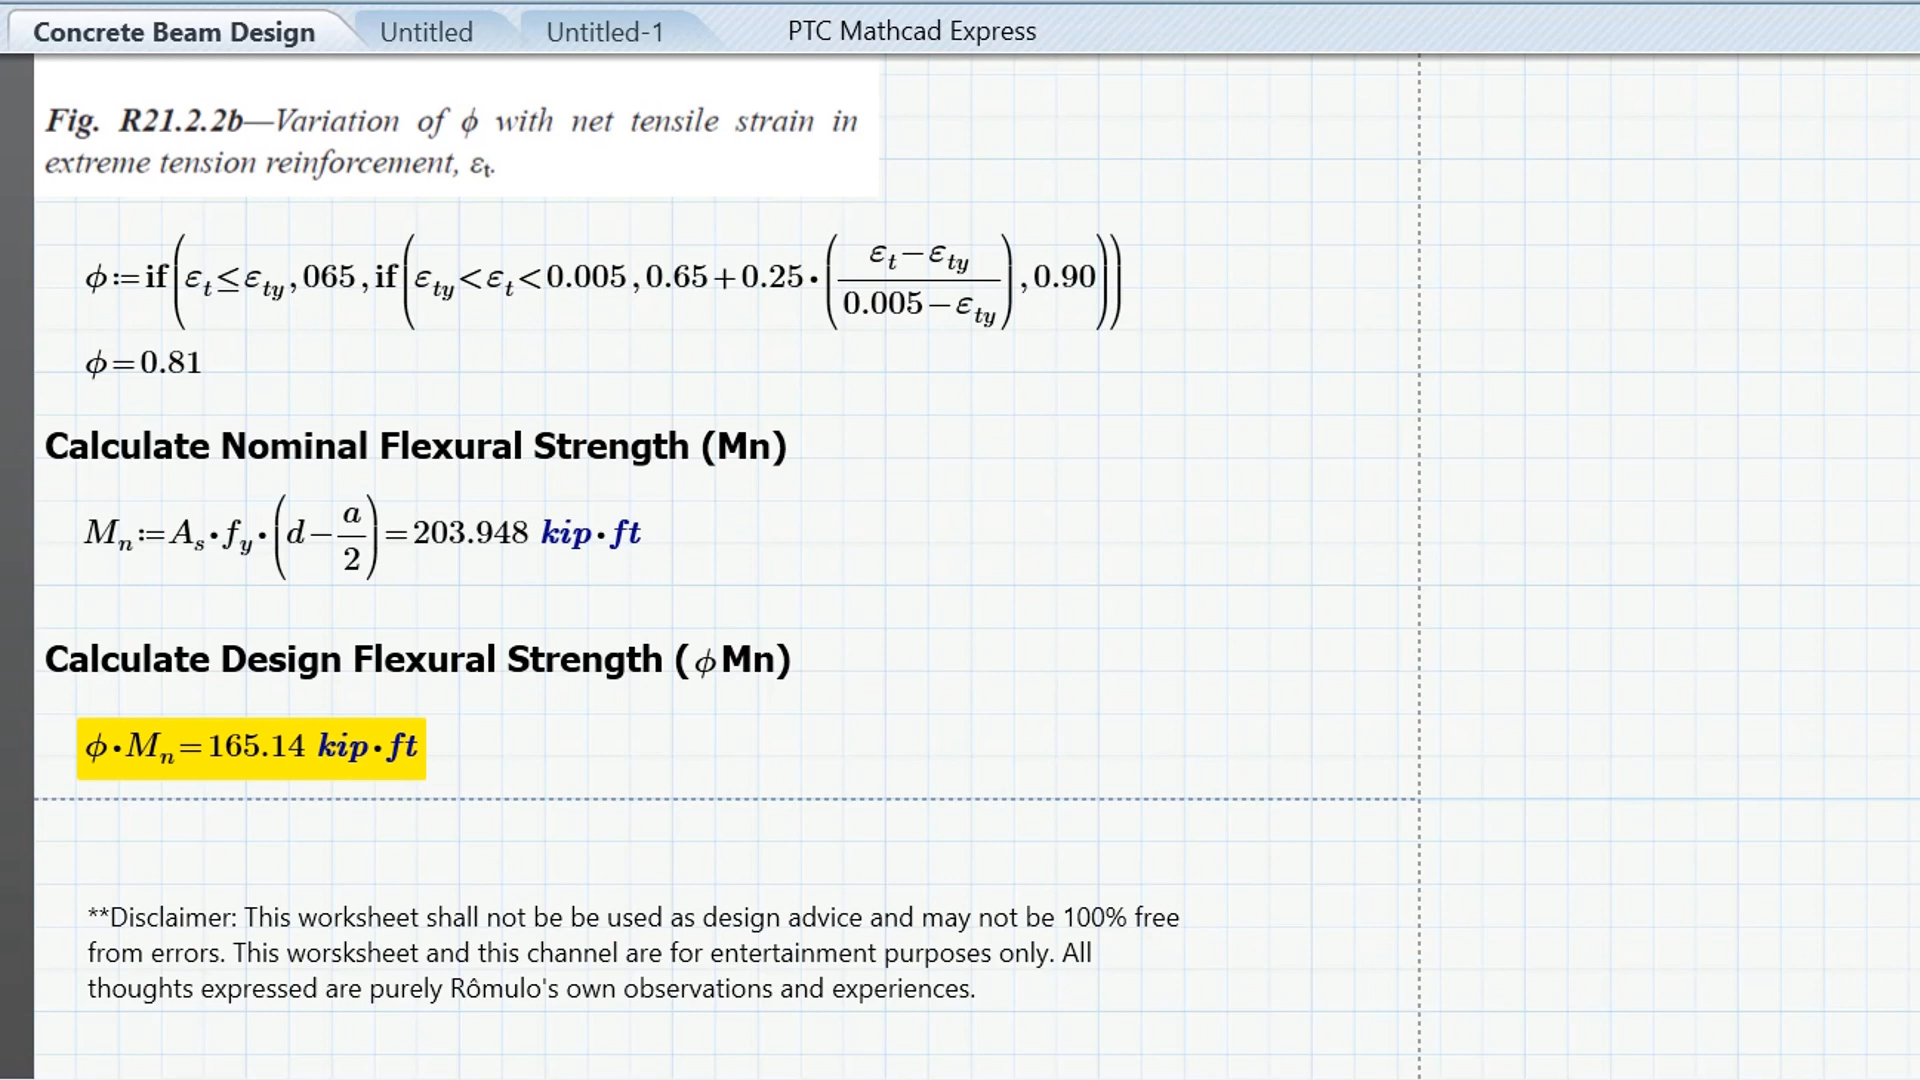 Concrete Beam Design Untitled Untitled-1 PTC Mathcad Express
Fig. R21.2.2b—Variation of ϕ with net tensile strain in
extreme tension reinforcement, εt.
ϕ:=if(εt≤εty,065,if(εty<εt<0.005,0.65+0.25·((εt−εty)/(0.005−εty)),0.90))
ϕ=0.81
Calculate Nominal Flexural Strength (Mn)
Mn:=As·fy·(d−a/2)=203.948 kip·ft
Calculate Design Flexural Strength (ϕMn)
ϕ·Mn=165.14 kip·ft
**Disclaimer: This worksheet shall not be be used as design advice and may not be 100% free
from errors. This worsksheet and this channel are for entertainment purposes only. All
thoughts expressed are purely Rômulo's own observations and experiences.